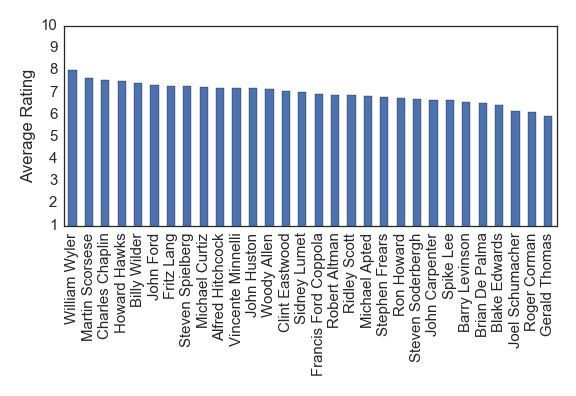 10
9
8
7
6
5
4
3
2
1
Average Rating
William Wyler
Martin Scorsese
Charles Chaplin
Howard Hawks
Billy Wilder
John Ford
Fritz Lang
Steven Spielberg
Michael Curtiz
Alfred Hitchcock
Vincente Minnelli
John Huston
Woody Allen
Clint Eastwood
Sidney Lumet
Francis Ford Coppola
Robert Altman
Ridley Scott
Michael Apted
Stephen Frears
Ron Howard
Steven Soderbergh
John Carpenter
Spike Lee
Barry Levinson
Brian De Palma
Blake Edwards
Joel Schumacher
Roger Corman
Gerald Thomas